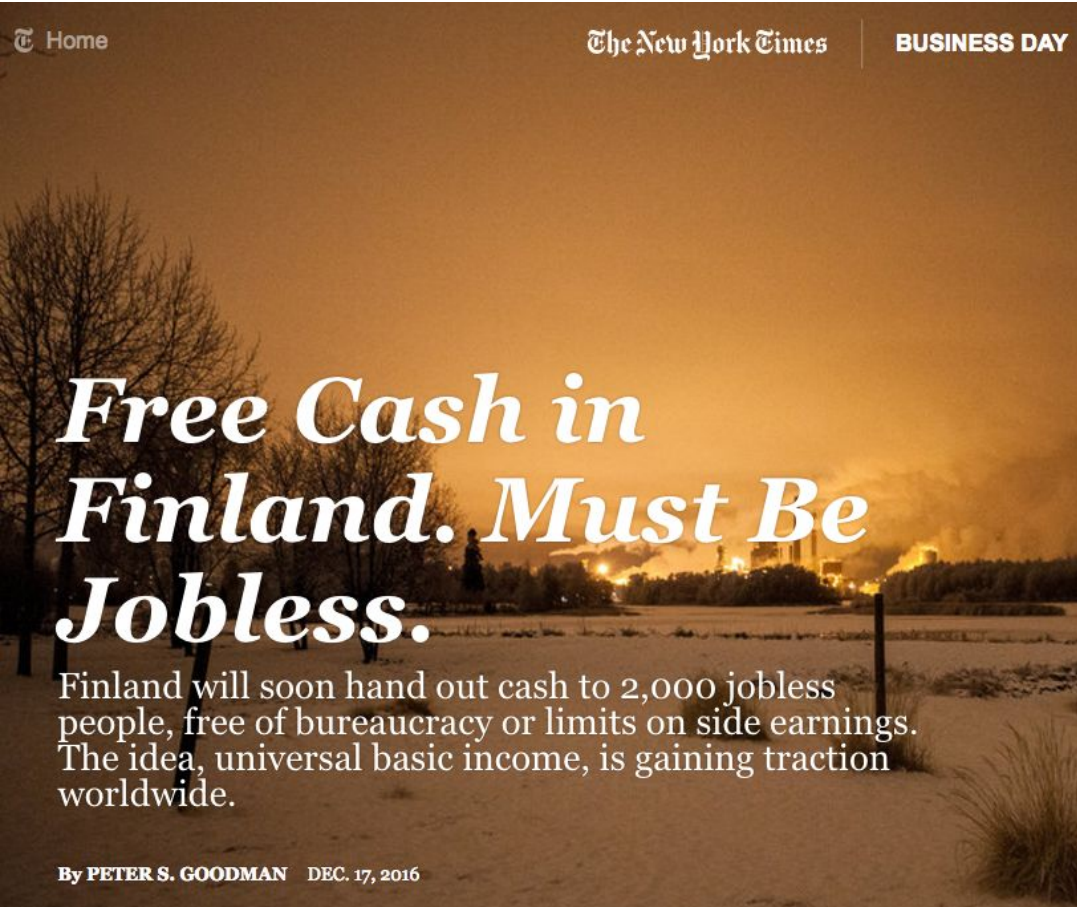 Home
The New York Times
BUSINESS DAY
Free Cash in
Finland. Must Be
Jobless.
Finland will soon hand out cash to 2,000 jobless
people, free of bureaucracy or limits on side earnings.
The idea, universal basic income, is gaining traction
worldwide.
By PETER S. GOODMAN DEC. 17, 2016